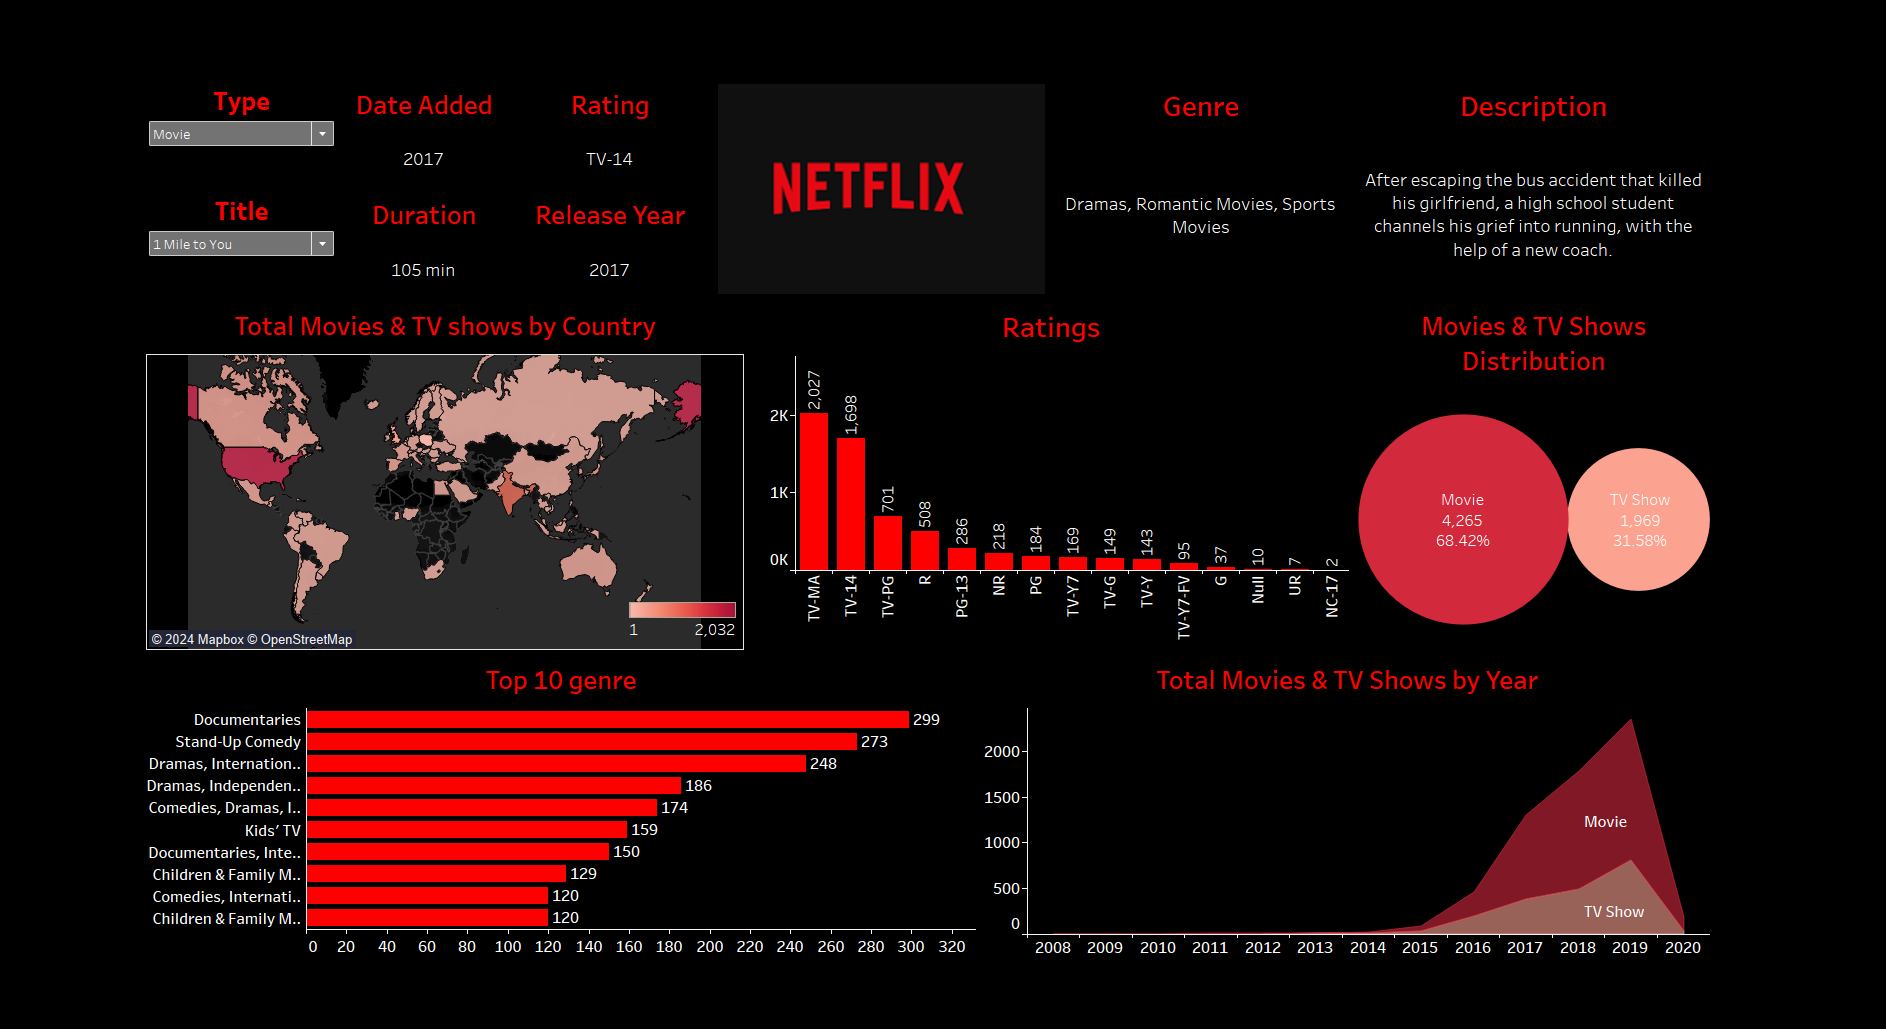 Type
Movie
Date Added
2017
Rating
TV-14
Title
1 Mile to You
Duration
105 min
Release Year
2017
NETFLIX
Genre
Dramas, Romantic Movies, Sports
Movies
Description
After escaping the bus accident that killed
his girlfriend, a high school student
channels his grief into running, with the
help of a new coach.
Total Movies & TV shows by Country
1
2,032
© 2024 Mapbox © OpenStreetMap
Ratings
2K
1K
0K
2,027
1,698
701
508
286
218
184
169
149
143
95
37
10
7
2
TV-MA
TV-14
TV-PG
R
PG-13
NR
PG
TV-Y7
TV-G
TV-Y
TV-Y7-FV
G
Null
UR
NC-17
Movies & TV Shows
Distribution
Movie
4,265
68.42%
TV Show
1,969
31.58%
Top 10 genre
Documentaries 299
Stand-Up Comedy 273
Dramas, Internation.. 248
Dramas, Independen.. 186
Comedies, Dramas, I.. 174
Kids’ TV 159
Documentaries, Inte.. 150
Children & Family M.. 129
Comedies, Internati.. 120
Children & Family M.. 120
0 20 40 60 80 100 120 140 160 180 200 220 240 260 280 300 320
Total Movies & TV Shows by Year
2000
1500
1000
500
0
Movie
TV Show
2008 2009 2010 2011 2012 2013 2014 2015 2016 2017 2018 2019 2020